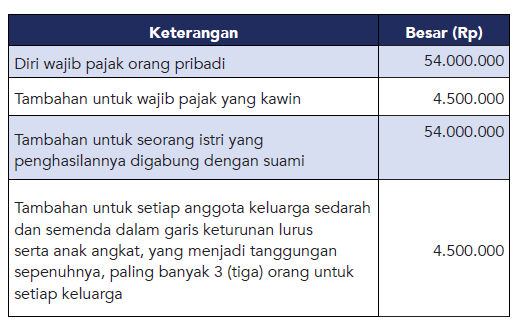 Keterangan Besar (Rp)
Diri wajib pajak orang pribadi 54.000.000
Tambahan untuk wajib pajak yang kawin 4.500.000
Tambahan untuk seorang istri yang 54.000.000
penghasilannya digabung dengan suami
Tambahan untuk setiap anggota keluarga sedarah
dan semenda dalam garis keturunan lurus
serta anak angkat, yang menjadi tanggungan 4.500.000
sepenuhnya, paling banyak 3 (tiga) orang untuk
setiap keluarga